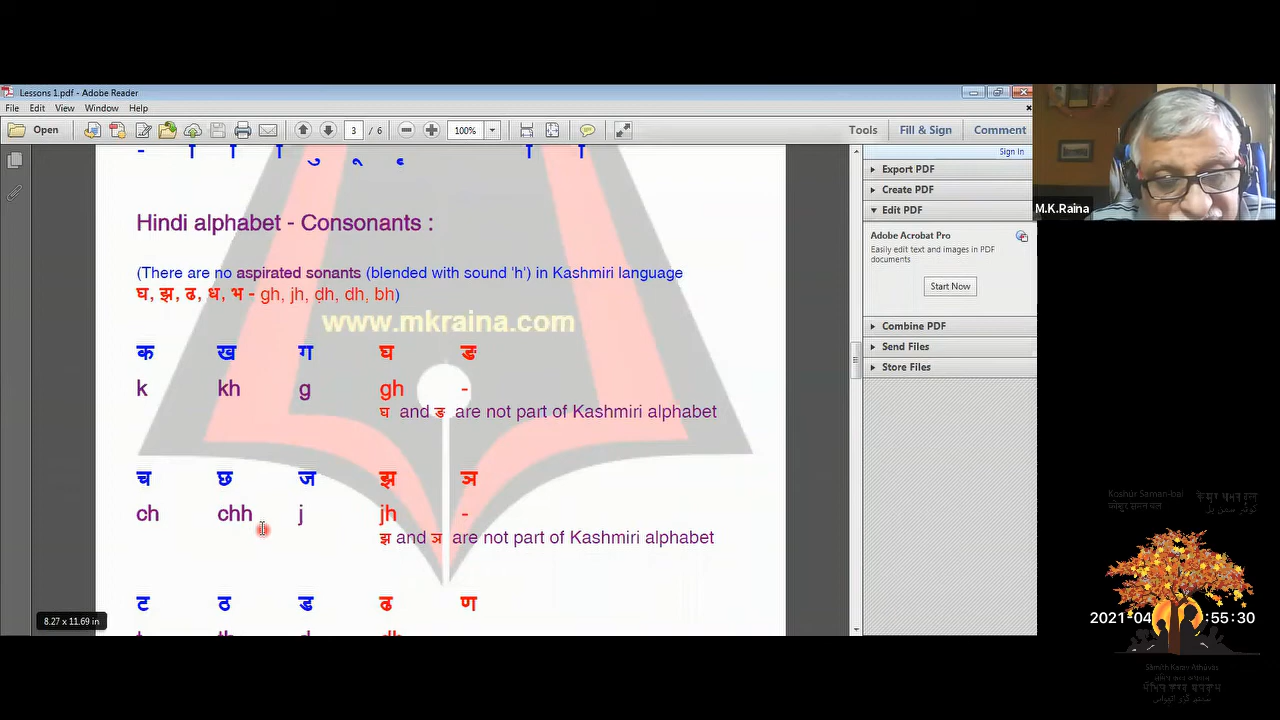 Lessons 1.pdf - Adobe Reader
File Edit View Window Help
Open 3 / 6 100% Tools Fill & Sign Comment
Sign In
Export PDF
Create PDF
Edit PDF
Adobe Acrobat Pro
Easily edit text and images in PDF
documents
Start Now
Combine PDF
Send Files
Store Files
M.K.Raina
Hindi alphabet - Consonants :
(There are no aspirated sonants (blended with sound 'h') in Kashmiri language
घ, झ, ढ, ध, भ - gh, jh, ḍh, dh, bh)
www.mkraina.com
क ख ग घ ङ
k kh g gh -
घ and ङ are not part of Kashmiri alphabet
च छ ज झ ञ
ch chh j jh -
झ and ञ are not part of Kashmiri alphabet
ट ठ ड ढ ण
8.27 x 11.69 in
Koshur Saman-bal
2021-04
:55:30